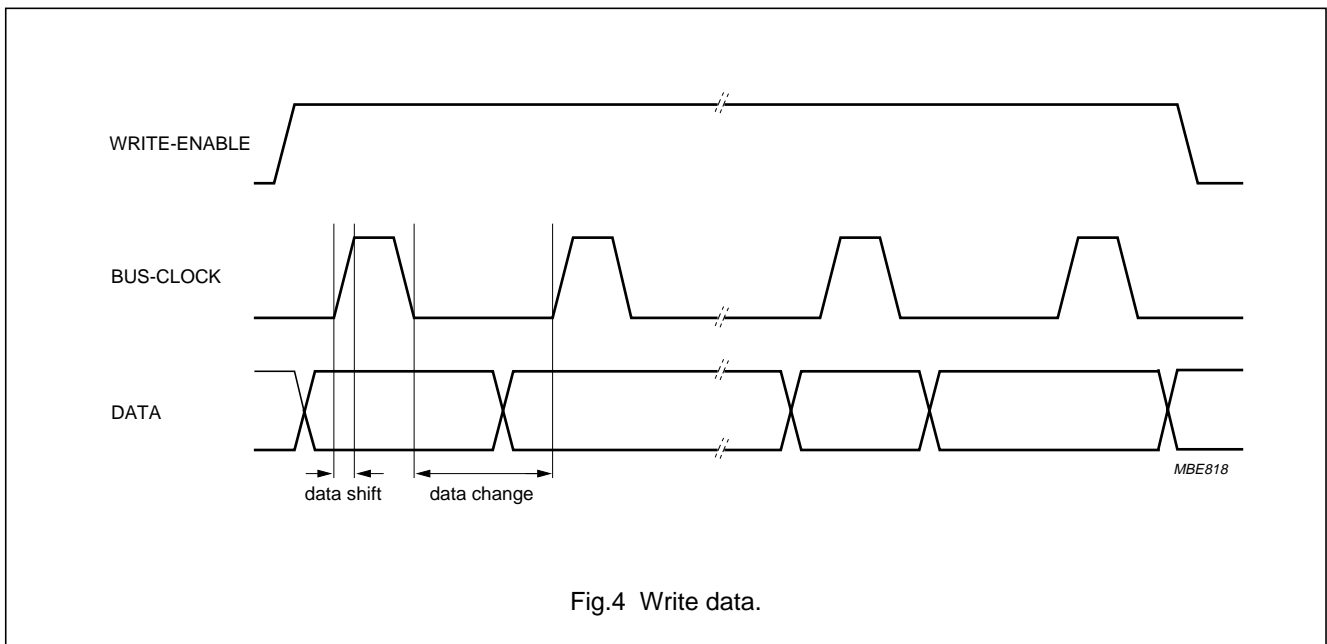 WRITE-ENABLE
BUS-CLOCK
DATA
data shift
data change
MBE818
Fig.4 Write data.